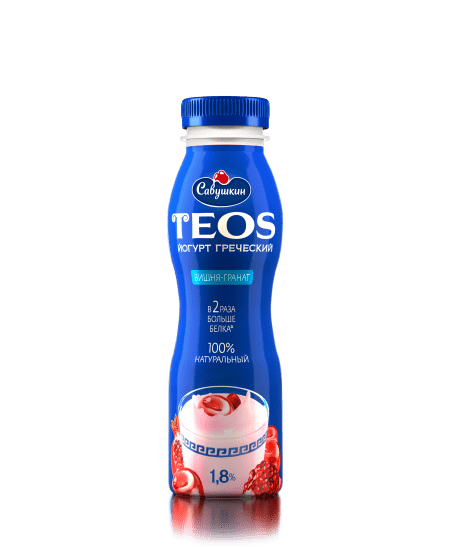 Савушкин
TEOS
ЙОГУРТ ГРЕЧЕСКИЙ
ВИШНЯ-ГРАНАТ
В 2 РАЗА
БОЛЬШЕ
БЕЛКА*
100%
НАТУРАЛЬНЫЙ
1,8%